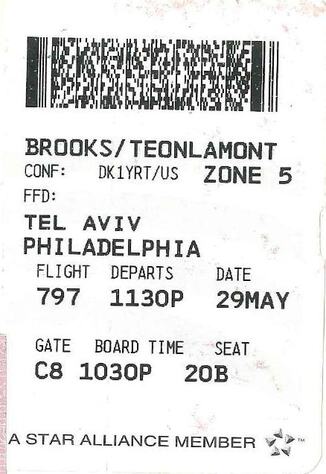 BROOKS/TEONLAMONT
CONF: DK1YRT/US ZONE 5
FFD:
TEL AVIV
PHILADELPHIA
FLIGHT DEPARTS DATE
797 1130P 29MAY
GATE BOARD TIME SEAT
C8 1030P 20B
A STAR ALLIANCE MEMBER ™